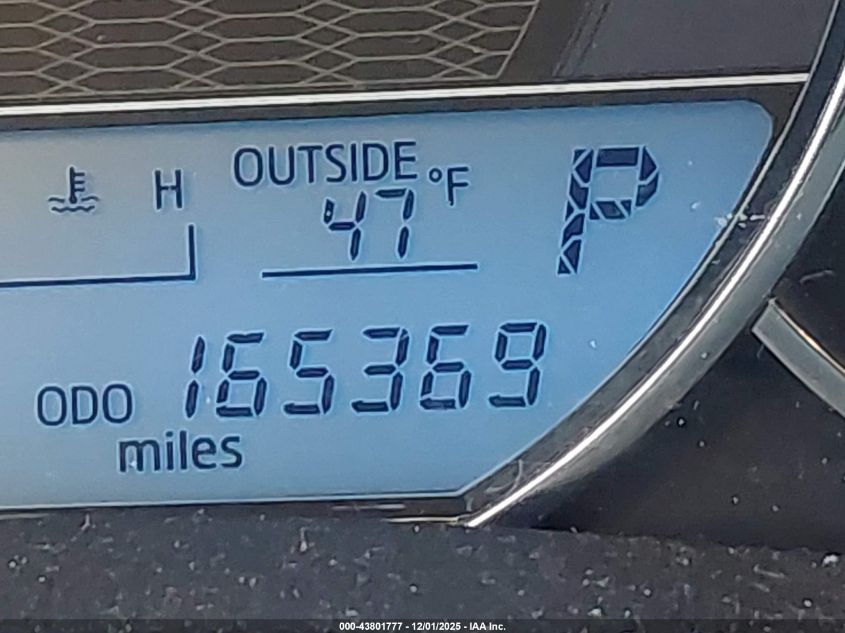 H
OUTSIDE
47 °F
P
ODO 165369
miles
000-43801777 - 12/01/2025 - IAA Inc.